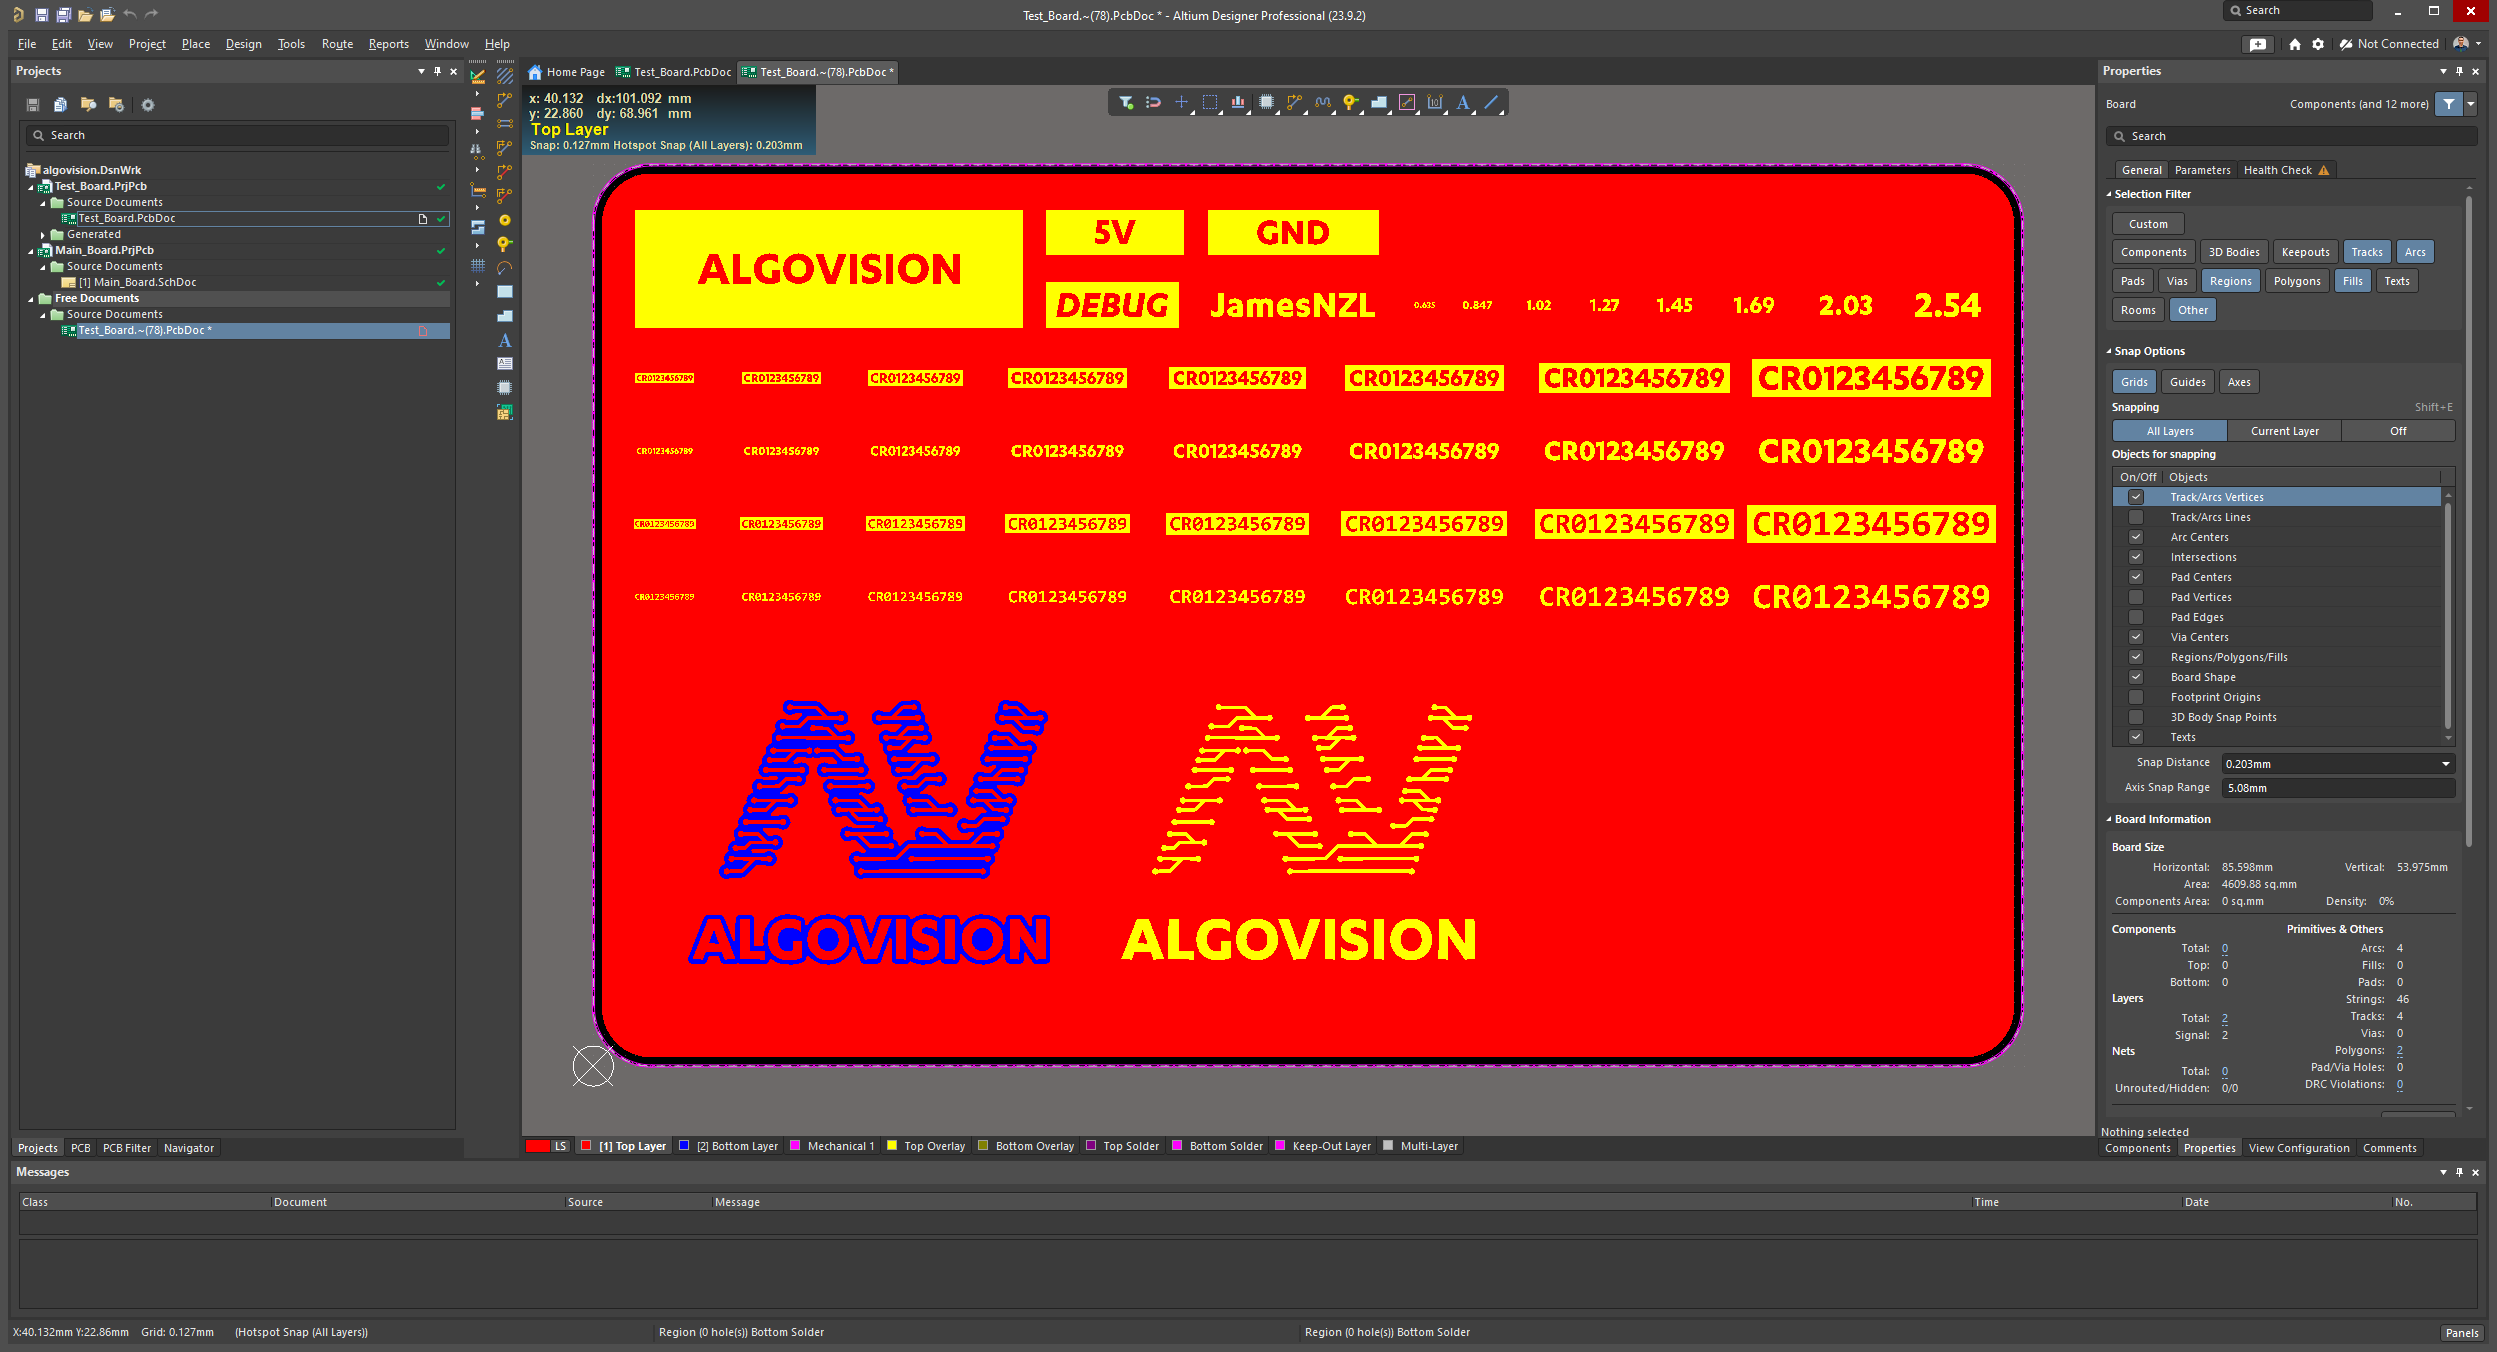 Test_Board.~(78).PcbDoc * - Altium Designer Professional (23.9.2)
Search
File Edit View Project Place Design Tools Route Reports Window Help
Not Connected
Projects
Search
algovision.DsnWrk
Test_Board.PrjPcb
Source Documents
Test_Board.PcbDoc
Generated
Main_Board.PrjPcb
Source Documents
[1] Main_Board.SchDoc
Free Documents
Source Documents
Test_Board.~(78).PcbDoc *
Projects PCB PCB Filter Navigator
Home Page Test_Board.PcbDoc Test_Board.~(78).PcbDoc *
x: 40.132 dx:101.092 mm
y: 22.860 dy: 68.961 mm
Top Layer
Snap: 0.127mm Hotspot Snap (All Layers): 0.203mm
ALGOVISION
5V GND
DEBUG JamesNZL 0.635 0.847 1.02 1.27 1.45 1.69 2.03 2.54
CR0123456789 CR0123456789 CR0123456789 CR0123456789 CR0123456789 CR0123456789 CR0123456789 CR0123456789
CR0123456789 CR0123456789 CR0123456789 CR0123456789 CR0123456789 CR0123456789 CR0123456789 CR0123456789
CR0123456789 CR0123456789 CR0123456789 CR0123456789 CR0123456789 CR0123456789 CR0123456789 CR0123456789
CR0123456789 CR0123456789 CR0123456789 CR0123456789 CR0123456789 CR0123456789 CR0123456789 CR0123456789
AV AV
ALGOVISION ALGOVISION
LS [1] Top Layer [2] Bottom Layer Mechanical 1 Top Overlay Bottom Overlay Top Solder Bottom Solder Keep-Out Layer Multi-Layer
Properties
Board Components (and 12 more)
Search
General Parameters Health Check
Selection Filter
Custom
Components 3D Bodies Keepouts Tracks Arcs
Pads Vias Regions Polygons Fills Texts
Rooms Other
Snap Options
Grids Guides Axes
Snapping Shift+E
All Layers Current Layer Off
Objects for snapping
On/Off Objects
Track/Arcs Vertices
Track/Arcs Lines
Arc Centers
Intersections
Pad Centers
Pad Vertices
Pad Edges
Via Centers
Regions/Polygons/Fills
Board Shape
Footprint Origins
3D Body Snap Points
Texts
Snap Distance 0.203mm
Axis Snap Range 5.08mm
Board Information
Board Size
Horizontal: 85.598mm Vertical: 53.975mm
Area: 4609.88 sq.mm
Components Area: 0 sq.mm Density: 0%
Components Primitives & Others
Total: 0 Arcs: 4
Top: 0 Fills: 0
Bottom: 0 Pads: 0
Layers Strings: 46
Total: 2 Tracks: 4
Signal: 2 Vias: 0
Nets Polygons: 2
Total: 0 Pad/Via Holes: 0
Unrouted/Hidden: 0/0 DRC Violations: 0
Nothing selected
Components Properties View Configuration Comments
Messages
Class Document Source Message Time Date No.
X:40.132mm Y:22.86mm Grid: 0.127mm (Hotspot Snap (All Layers)) Region (0 hole(s)) Bottom Solder Region (0 hole(s)) Bottom Solder Panels